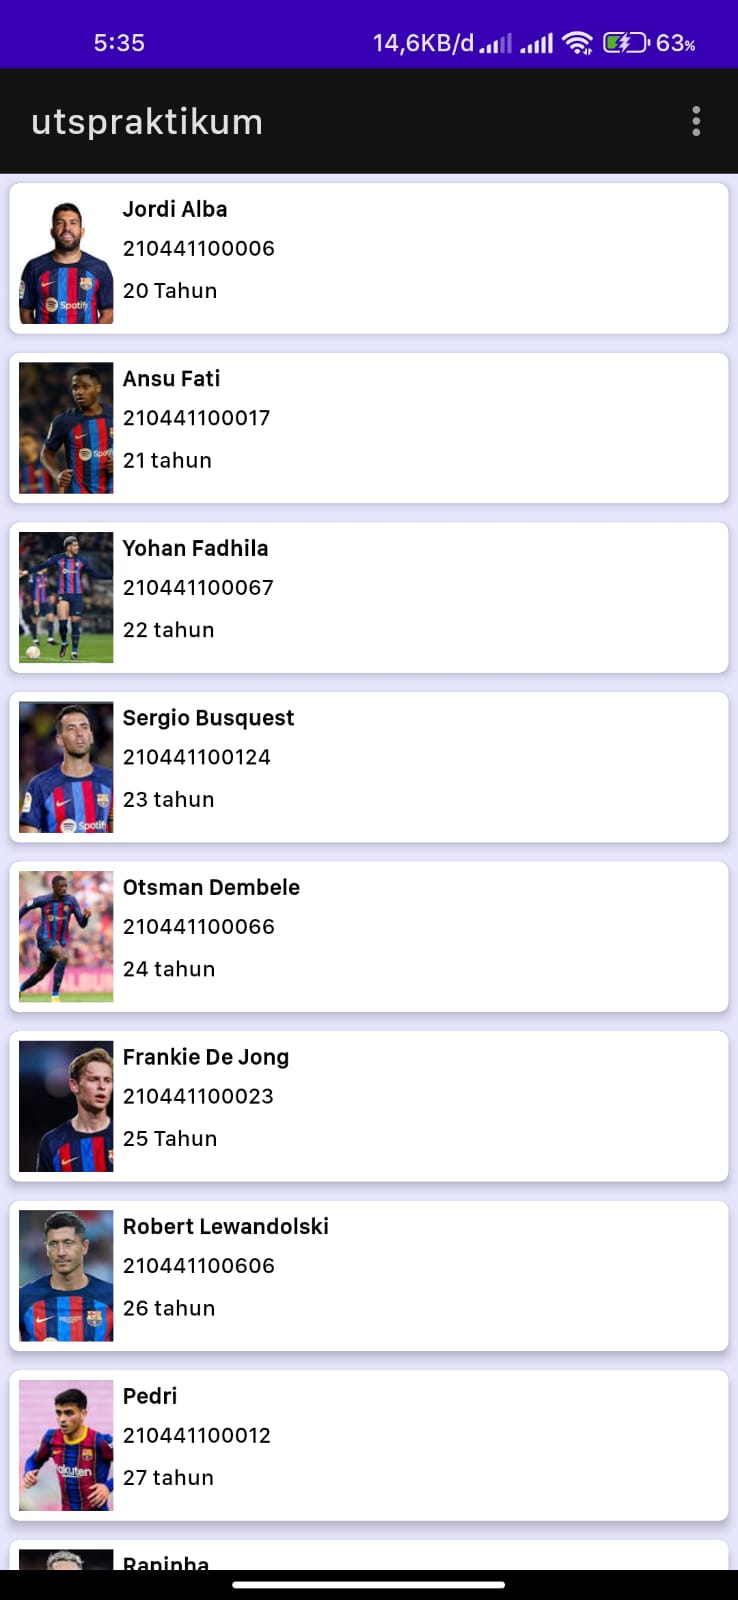 5:35 14,6KB/d 63%
utspraktikum
Jordi Alba
210441100006
20 Tahun
Spotify
Ansu Fati
210441100017
21 tahun
Yohan Fadhila
210441100067
22 tahun
Sergio Busquest
210441100124
23 tahun
Spotify
Otsman Dembele
210441100066
24 tahun
Frankie De Jong
210441100023
25 Tahun
Robert Lewandolski
210441100606
26 tahun
Pedri
210441100012
27 tahun
Rapinha